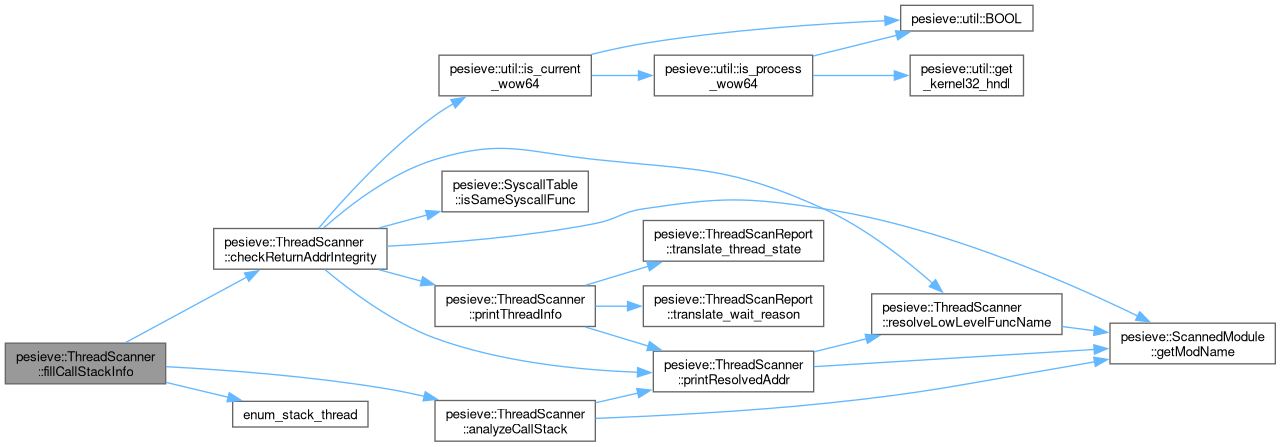 pesieve::util::BOOL
pesieve::util::is_current
_wow64
pesieve::util::is_process
_wow64
pesieve::util::get
_kernel32_hndl
pesieve::SyscallTable
::isSameSyscallFunc
pesieve::ThreadScanner
::checkReturnAddrIntegrity
pesieve::ThreadScanReport
::translate_thread_state
pesieve::ThreadScanner
::printThreadInfo
pesieve::ThreadScanReport
::translate_wait_reason
pesieve::ThreadScanner
::resolveLowLevelFuncName
pesieve::ScannedModule
::getModName
pesieve::ThreadScanner
::fillCallStackInfo
pesieve::ThreadScanner
::printResolvedAddr
enum_stack_thread
pesieve::ThreadScanner
::analyzeCallStack